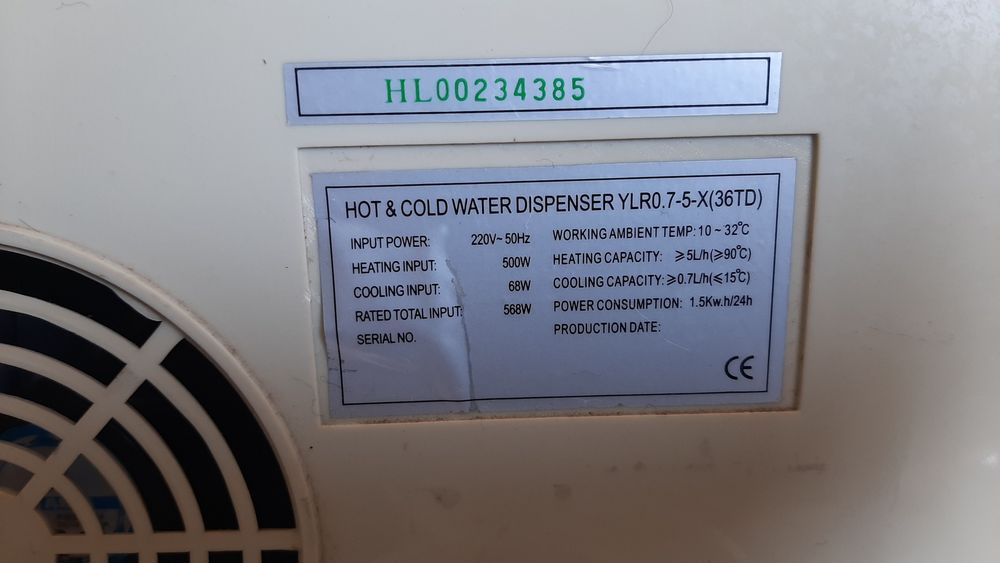 HL00234385
HOT & COLD WATER DISPENSER YLR0.7-5-X(36TD)
INPUT POWER: 220V~50Hz
HEATING INPUT: 500W
COOLING INPUT: 68W
RATED TOTAL INPUT: 568W
SERIAL NO.
WORKING AMBIENT TEMP: 10 ~ 32℃
HEATING CAPACITY: ≥5L/h(≥90℃)
COOLING CAPACITY: ≥0.7L/h(≤15℃)
POWER CONSUMPTION: 1.5Kw.h/24h
PRODUCTION DATE:
CE